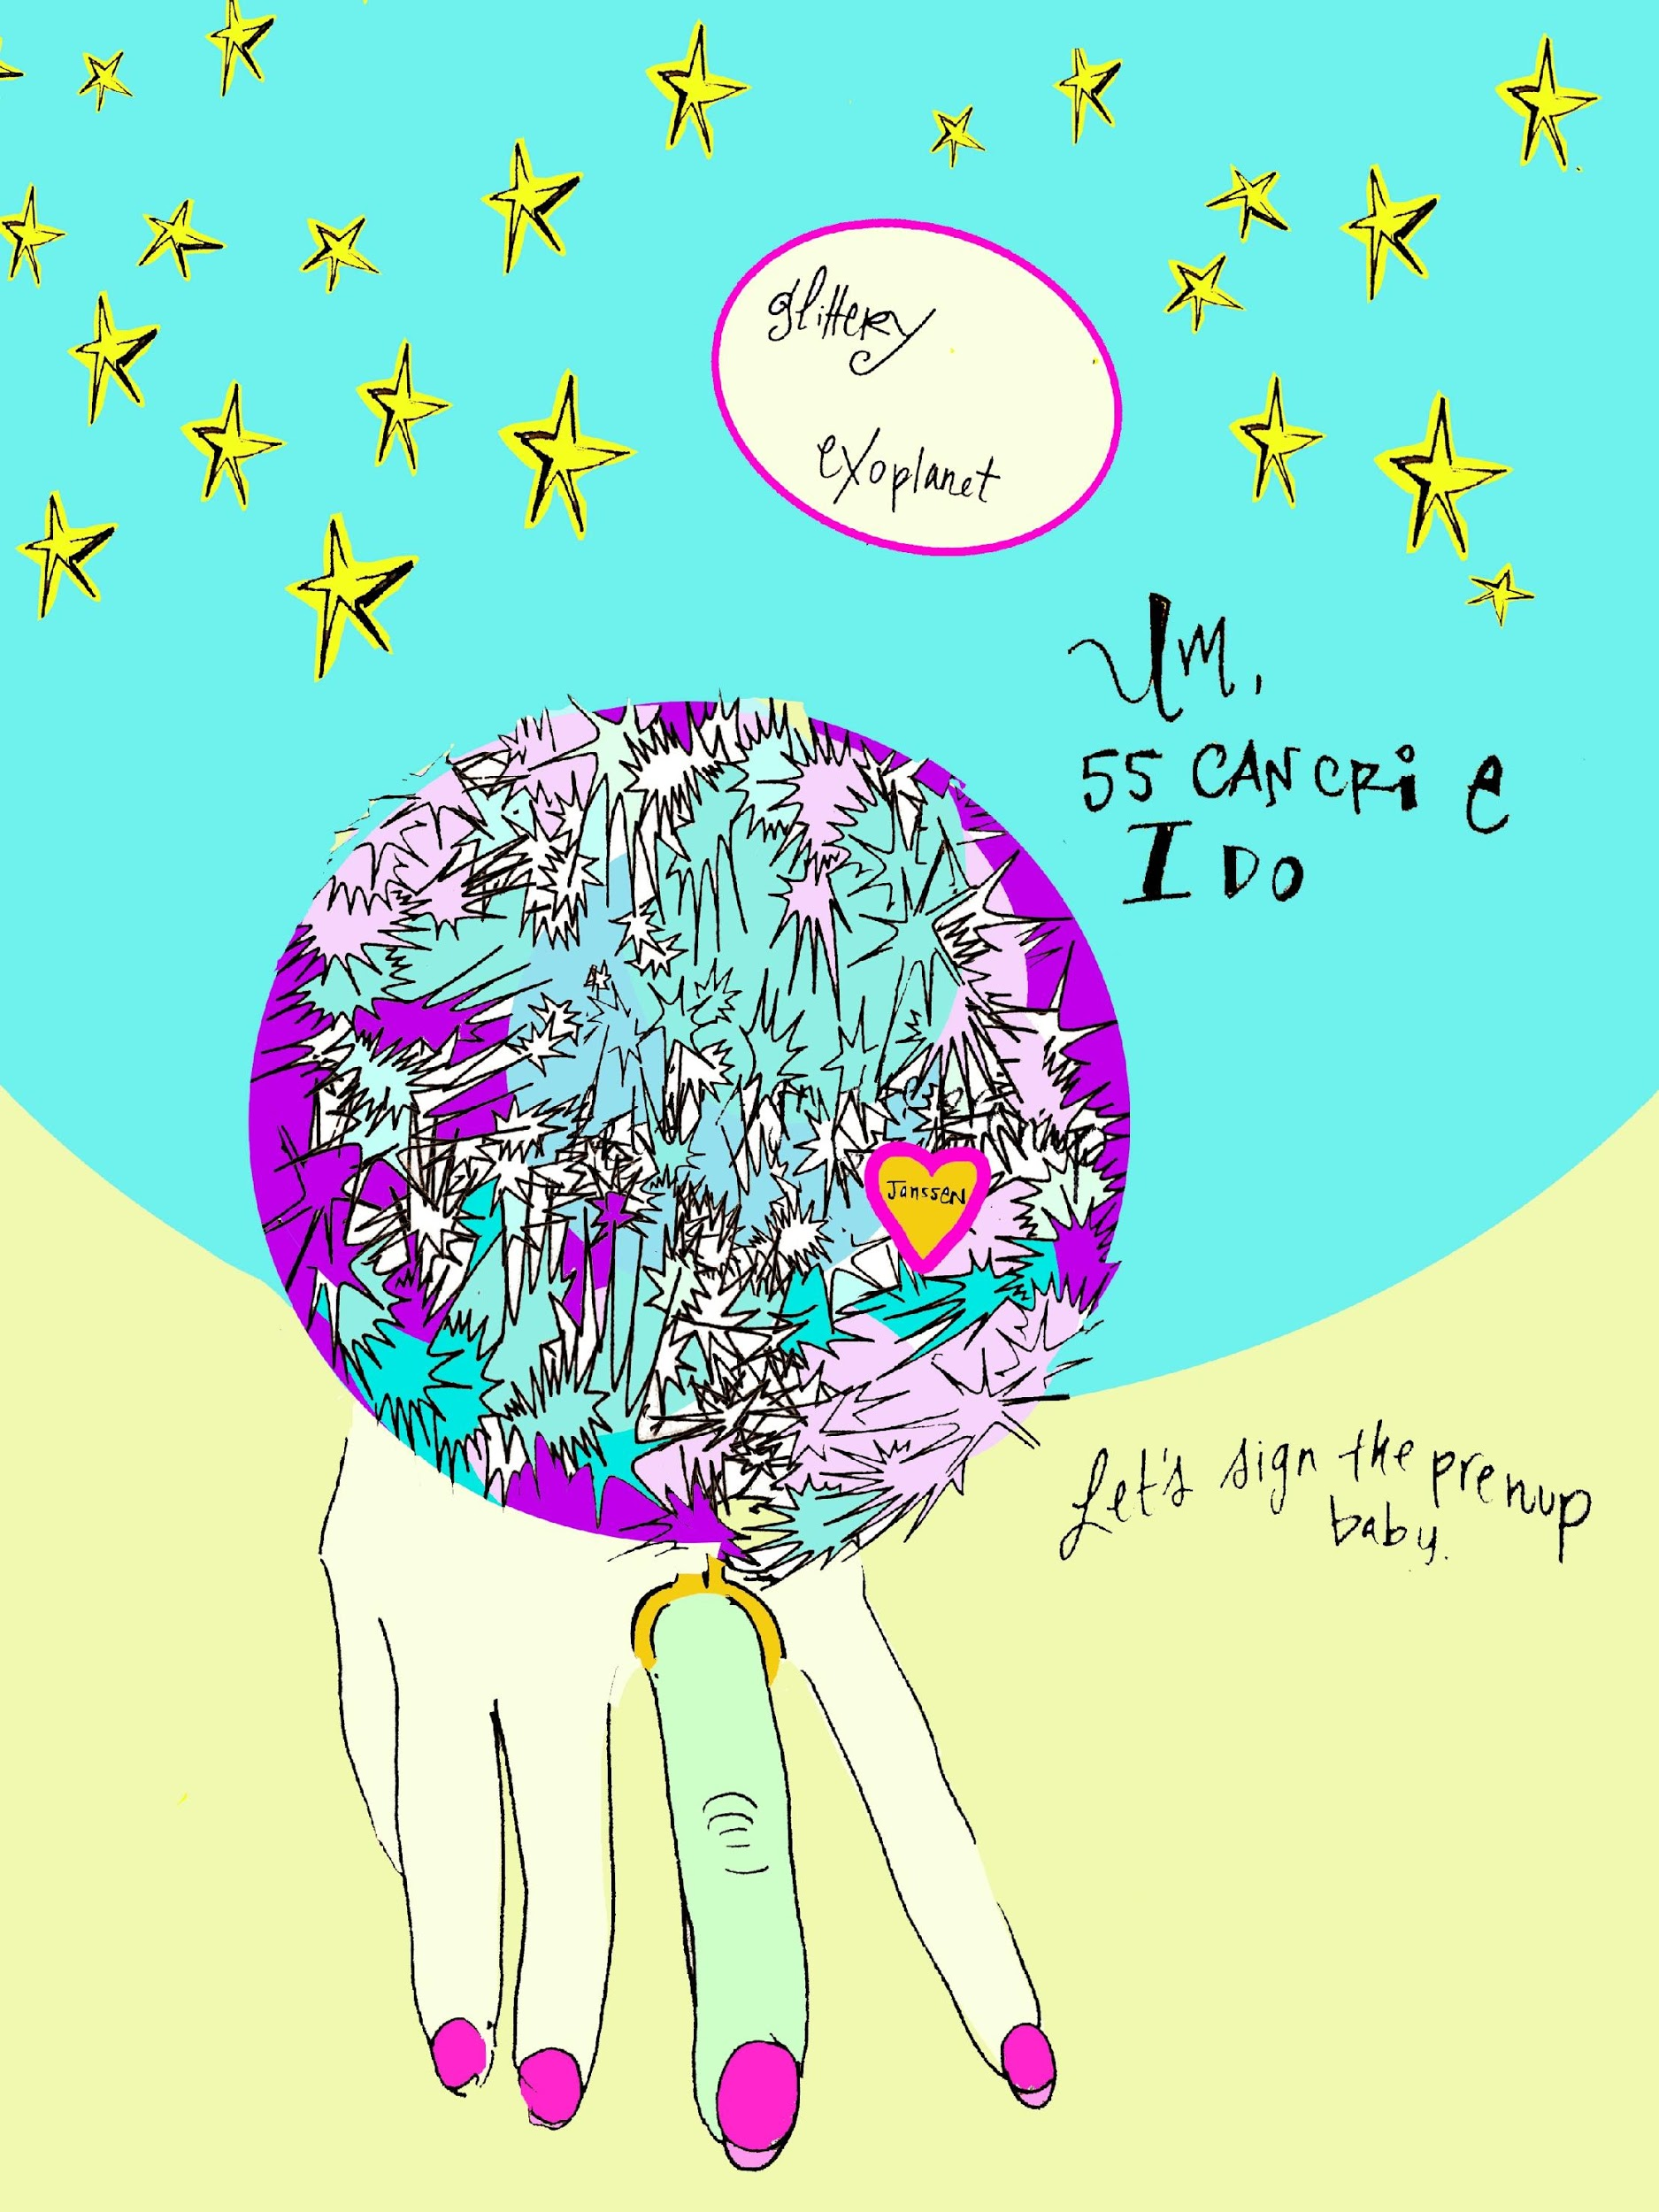 glittery
exoplanet
Um,
55 CANCRi e
I DO
Janssen
Let's sign the prenup
baby.